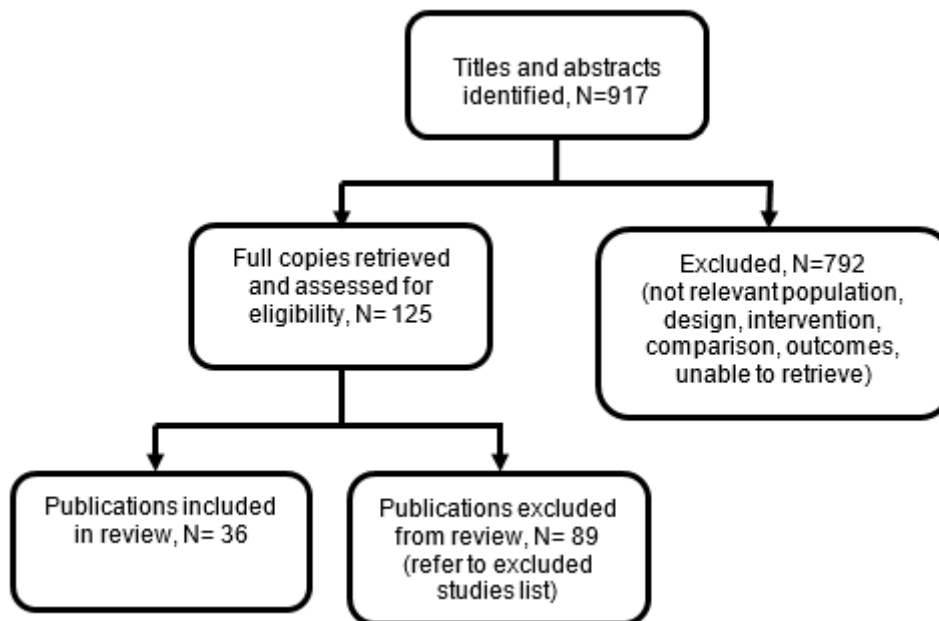 Titles and abstracts
identified, N=917
Full copies retrieved
and assessed for
eligibility, N= 125
Excluded, N=792
(not relevant population,
design, intervention,
comparison, outcomes,
unable to retrieve)
Publications included
in review, N= 36
Publications excluded
from review, N= 89
(refer to excluded
studies list)